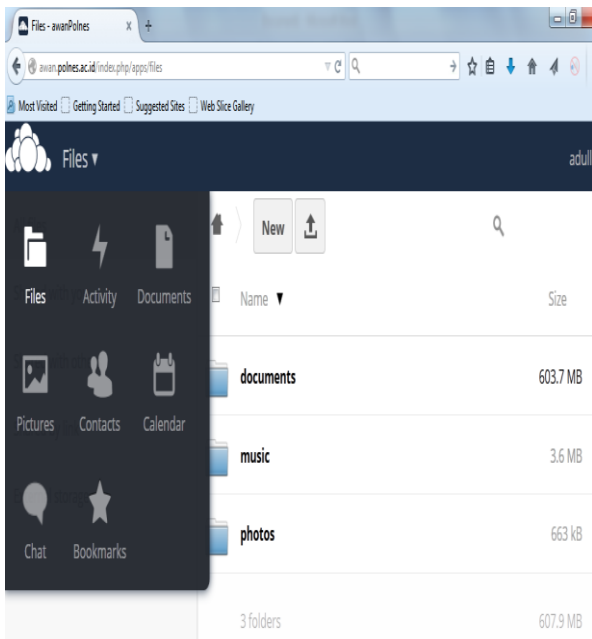 Files - awanPolnes x +
awan.polnes.ac.id/index.php/apps/files
Most Visited Getting Started Suggested Sites Web Slice Gallery
Files ▾ adull
New
Files Activity Documents
Name ▼ Size
documents 603.7 MB
Pictures Contacts Calendar
music 3.6 MB
photos 663 kB
Chat Bookmarks
3 folders 607.9 MB